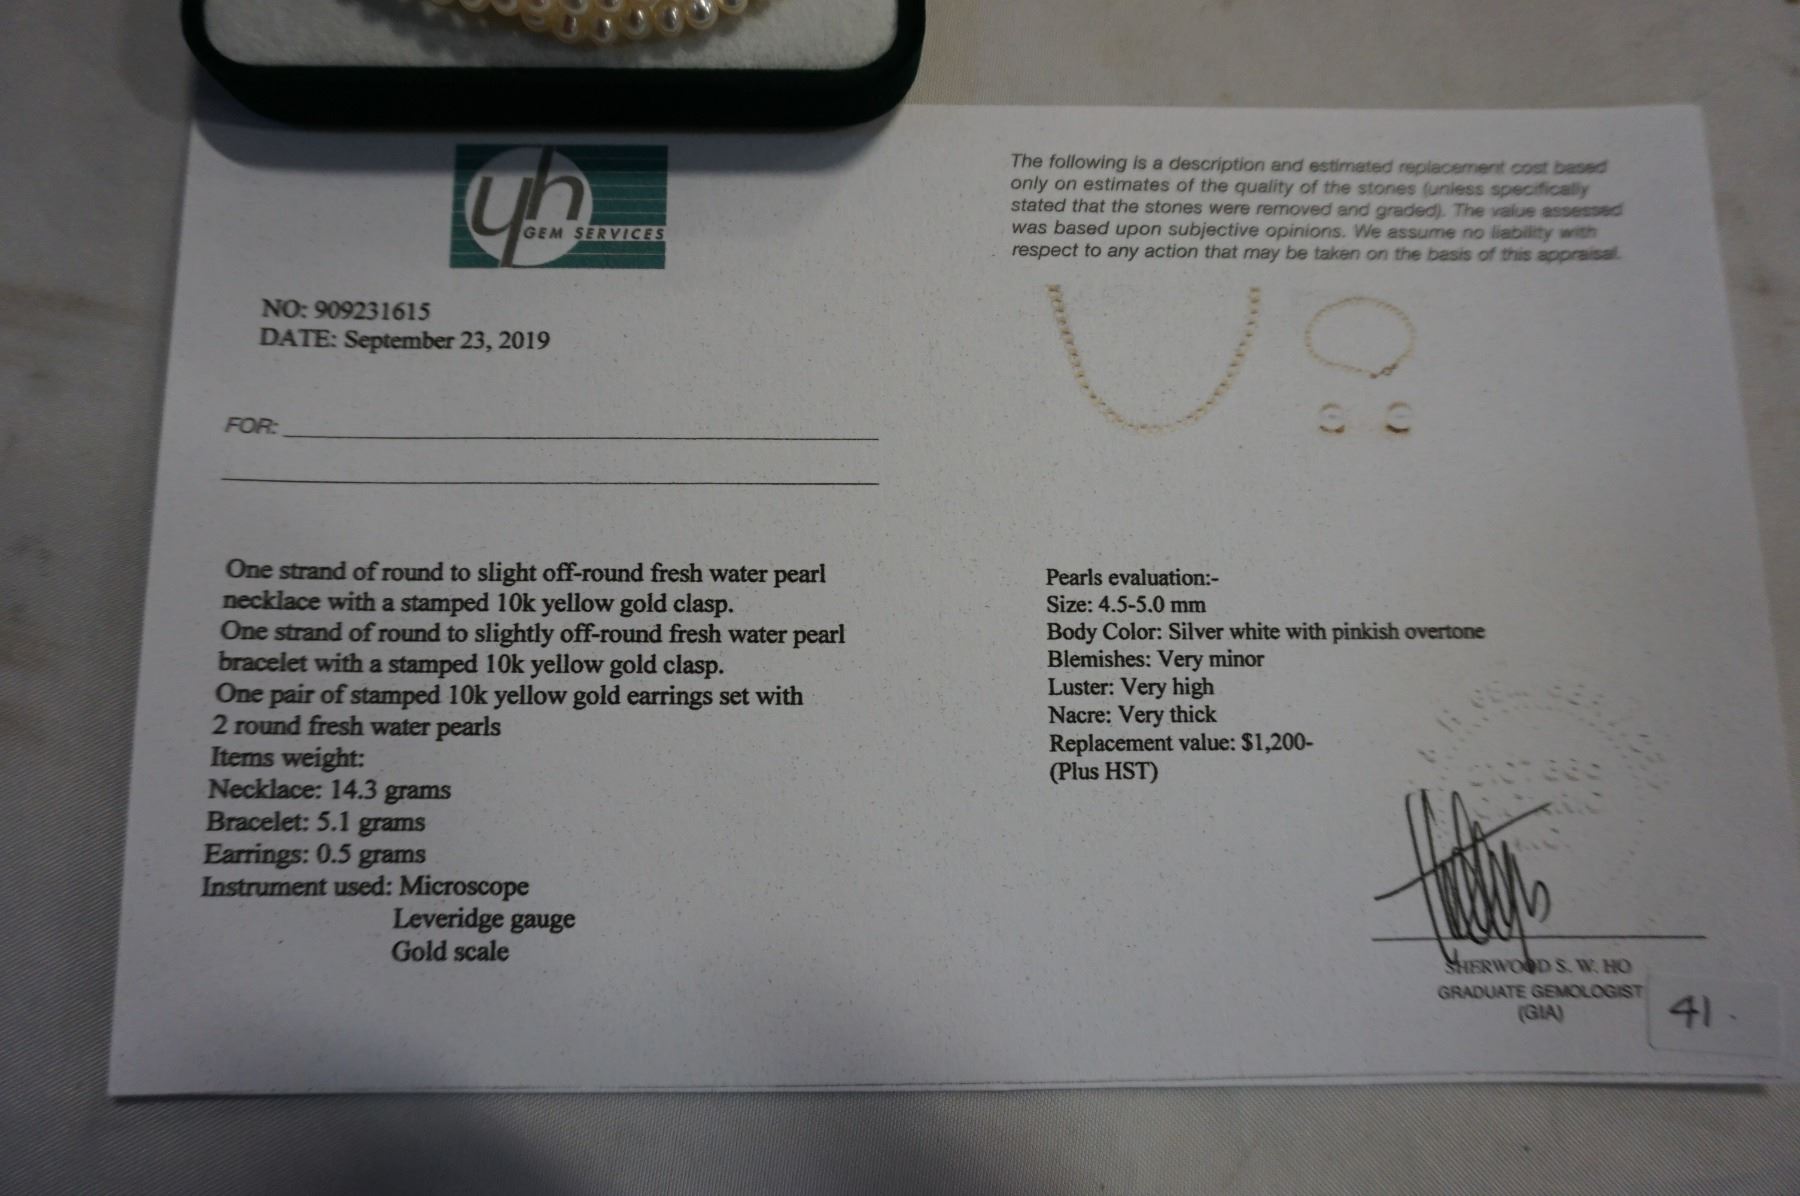 yh
GEM SERVICES
NO: 909231615
DATE: September 23, 2019
FOR:
One strand of round to slight off-round fresh water pearl
necklace with a stamped 10k yellow gold clasp.
One strand of round to slightly off-round fresh water pearl
bracelet with a stamped 10k yellow gold clasp.
One pair of stamped 10k yellow gold earrings set with
2 round fresh water pearls
Items weight:
Necklace: 14.3 grams
Bracelet: 5.1 grams
Earrings: 0.5 grams
Instrument used: Microscope
Leveridge gauge
Gold scale
The following is a description and estimated replacement cost based
only on estimates of the quality of the stones (unless specifically
stated that the stones were removed and graded). The value assessed
was based upon subjective opinions. We assume no liability with
respect to any action that may be taken on the basis of this appraisal.
Pearls evaluation:-
Size: 4.5-5.0 mm
Body Color: Silver white with pinkish overtone
Blemishes: Very minor
Luster: Very high
Nacre: Very thick
Replacement value: $1,200-
(Plus HST)
SHERWOOD S. W. HO
GRADUATE GEMOLOGIST
(GIA)
41